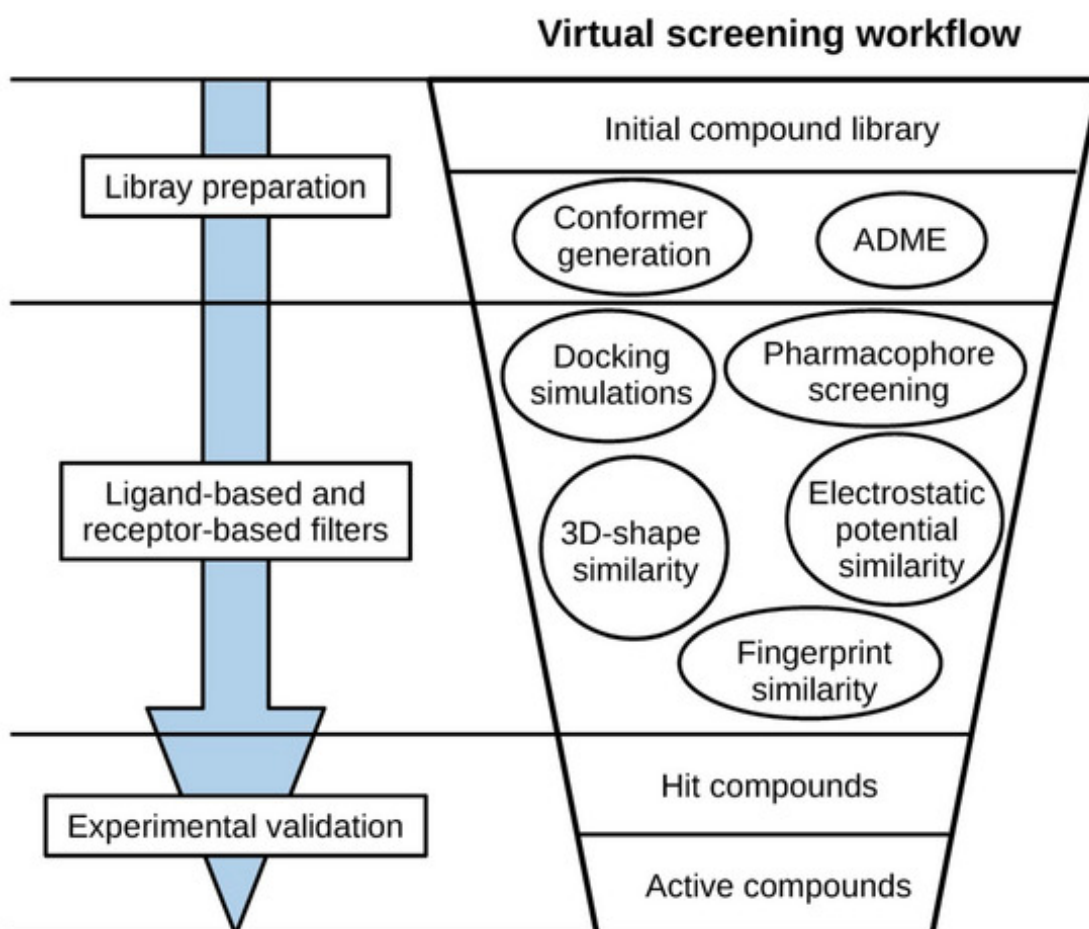 Virtual screening workflow
Initial compound library
Libray preparation
Conformer
generation
ADME
Docking
simulations
Pharmacophore
screening
Ligand-based and
receptor-based filters
3D-shape
similarity
Electrostatic
potential
similarity
Fingerprint
similarity
Hit compounds
Experimental validation
Active compounds